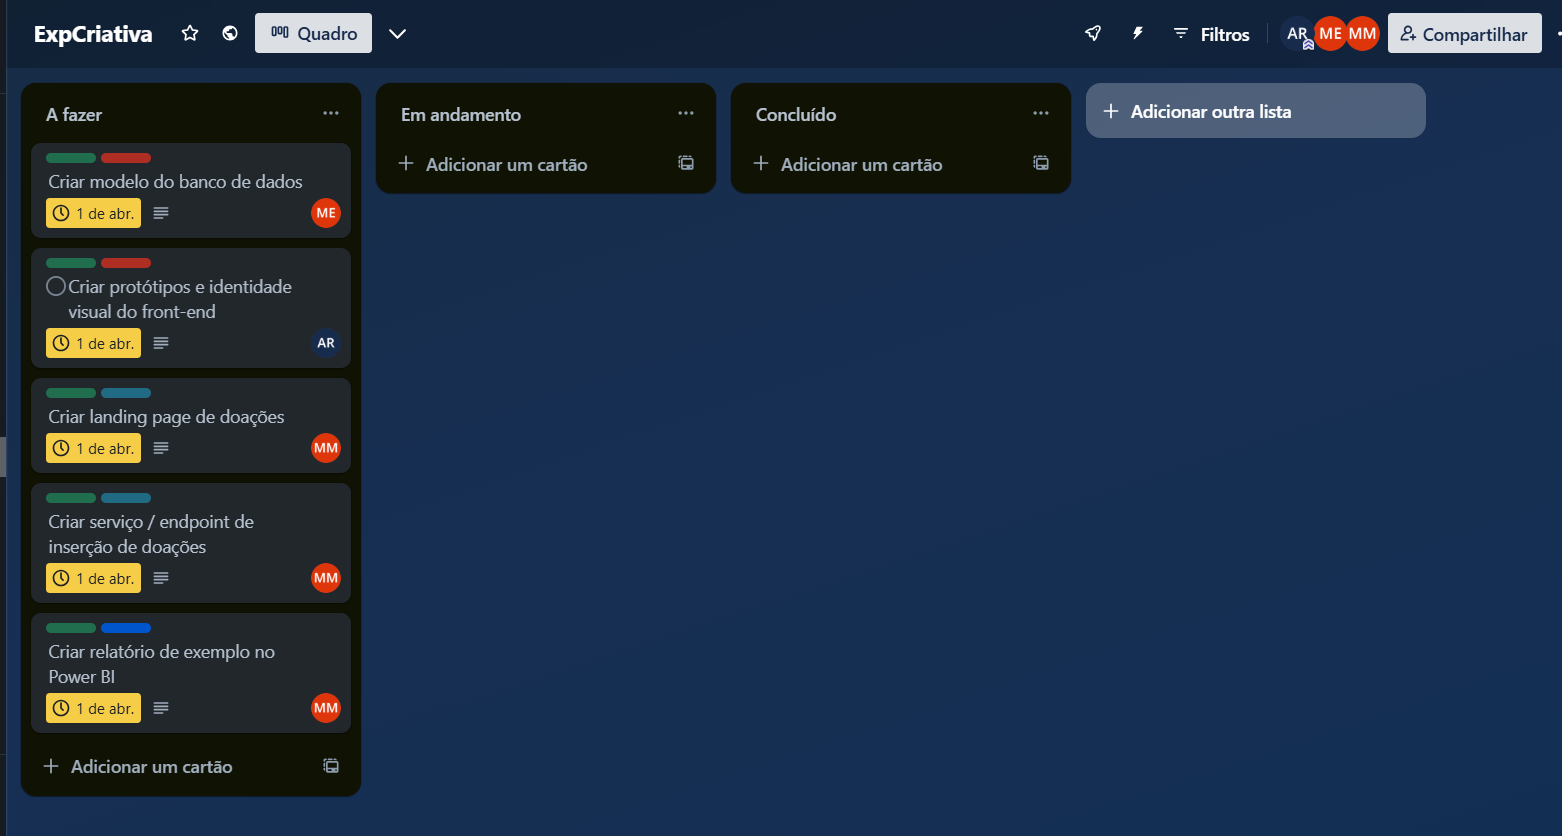 ExpCriativa
Quadro
Filtros
AR
ME
MM
Compartilhar
A fazer
Criar modelo do banco de dados
1 de abr.
ME
Criar protótipos e identidade
visual do front-end
1 de abr.
AR
Criar landing page de doações
1 de abr.
MM
Criar serviço / endpoint de
inserção de doações
1 de abr.
MM
Criar relatório de exemplo no
Power BI
1 de abr.
MM
Adicionar um cartão
Em andamento
Adicionar um cartão
Concluído
Adicionar um cartão
Adicionar outra lista